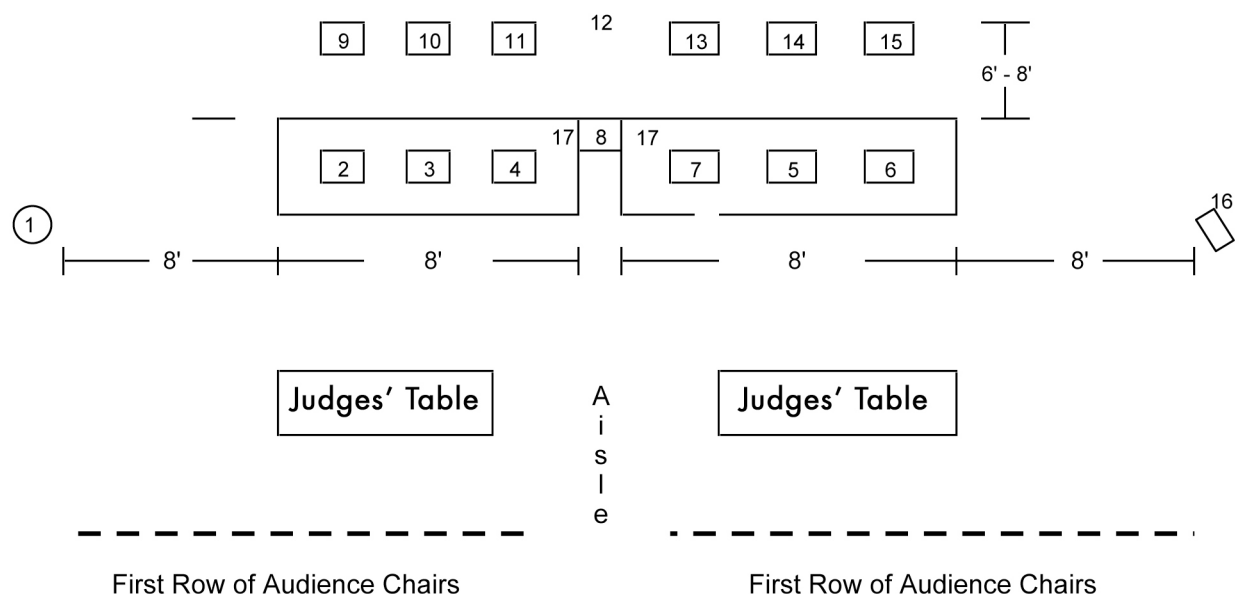 12
9 10 11 13 14 15
6' - 8'
17 8 17
2 3 4 7 5 6
1
16
8' 8' 8' 8'
Judges' Table Judges' Table
A
i
s
l
e
First Row of Audience Chairs First Row of Audience Chairs